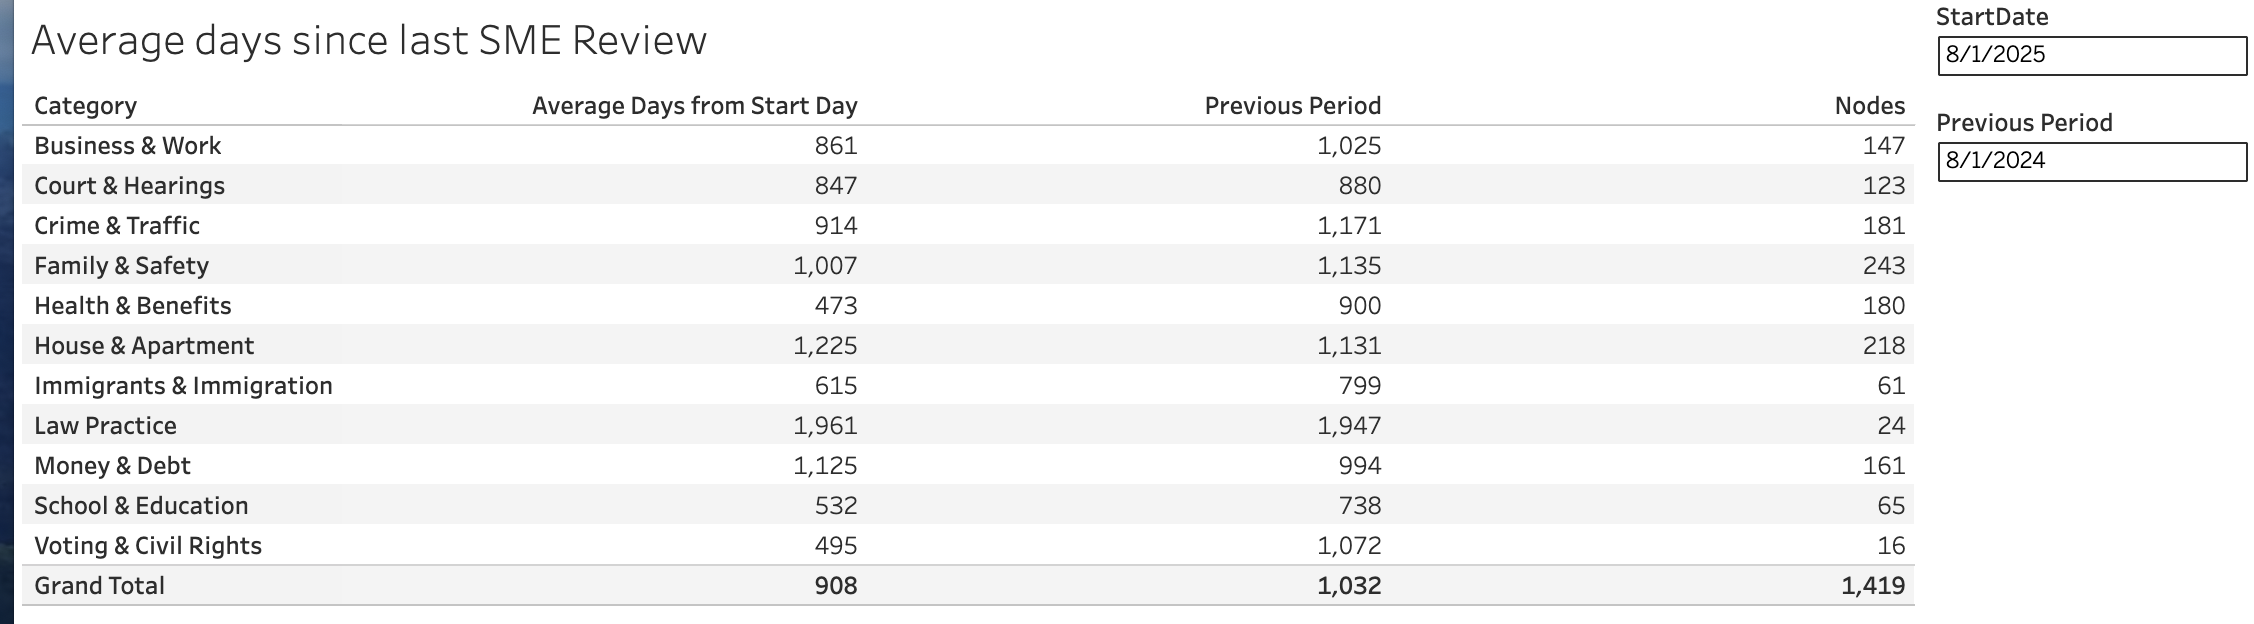 Average days since last SME Review
Category Average Days from Start Day Previous Period Nodes
Business & Work 861 1,025 147
Court & Hearings 847 880 123
Crime & Traffic 914 1,171 181
Family & Safety 1,007 1,135 243
Health & Benefits 473 900 180
House & Apartment 1,225 1,131 218
Immigrants & Immigration 615 799 61
Law Practice 1,961 1,947 24
Money & Debt 1,125 994 161
School & Education 532 738 65
Voting & Civil Rights 495 1,072 16
Grand Total 908 1,032 1,419
StartDate
8/1/2025
Previous Period
8/1/2024